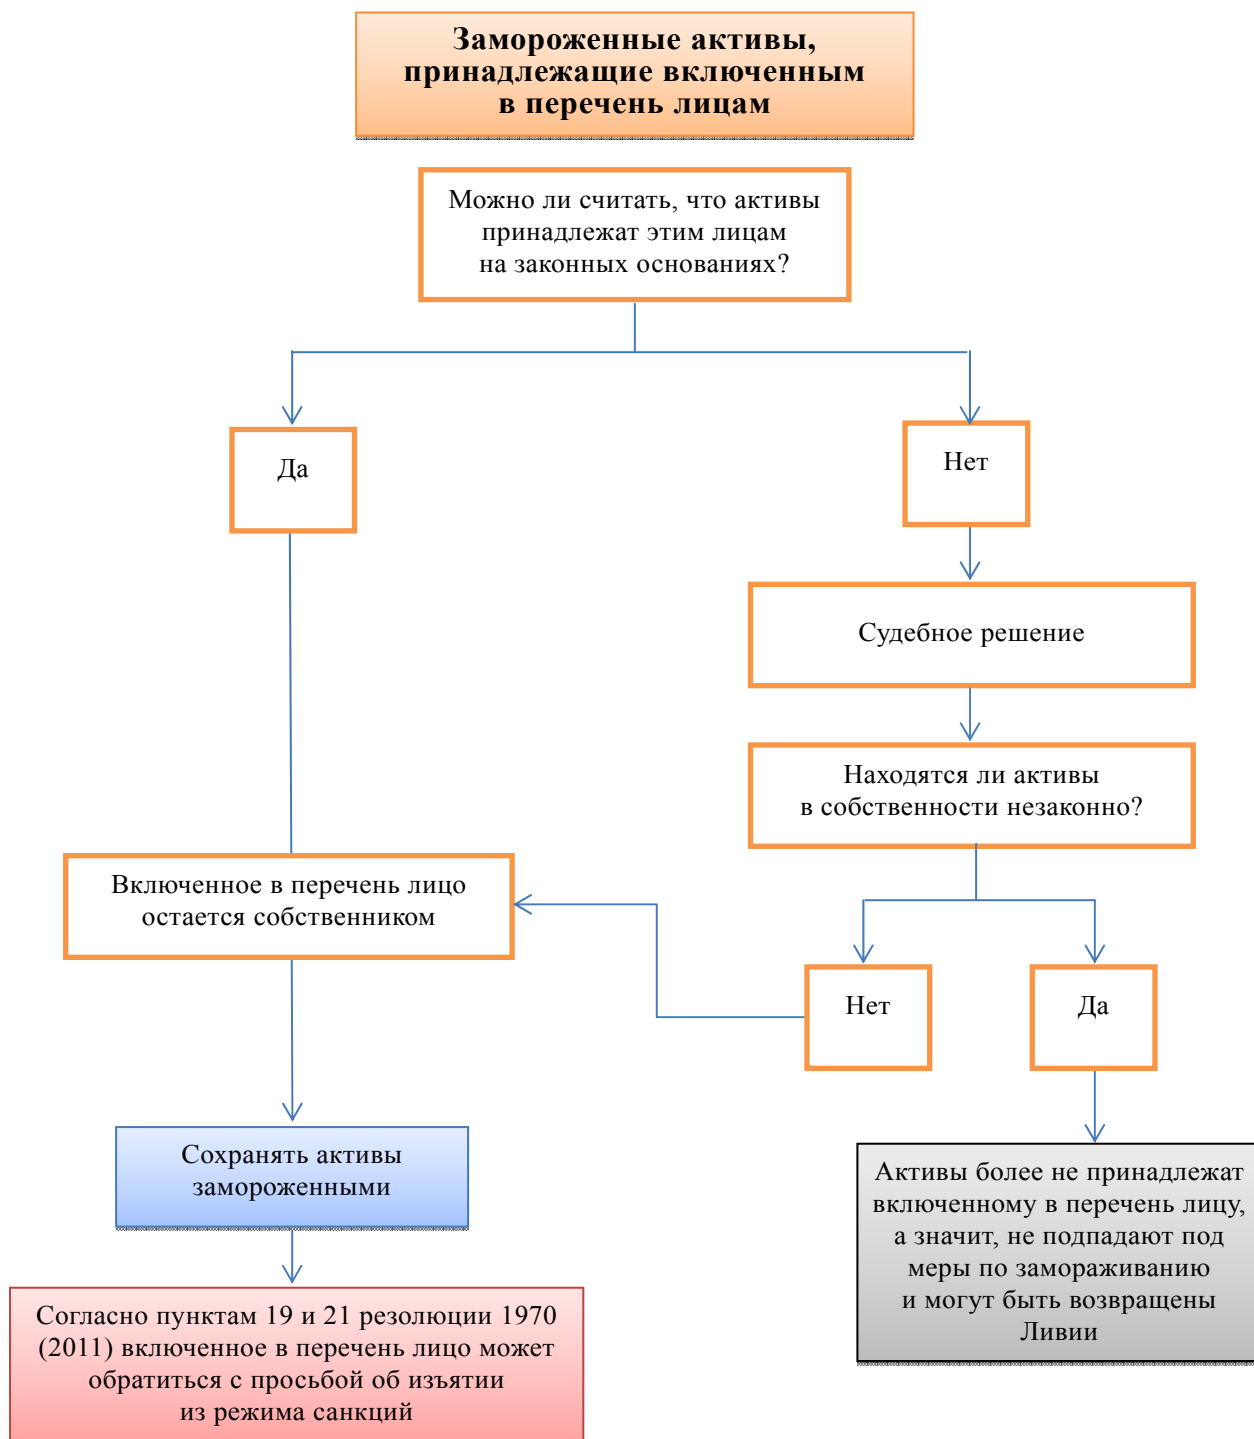 Замороженные активы,
принадлежащие включенным
в перечень лицам
Можно ли считать, что активы
принадлежат этим лицам
на законных основаниях?
Да
Нет
Судебное решение
Находятся ли активы
в собственности незаконно?
Включенное в перечень лицо
остается собственником
Нет
Да
Сохранять активы
замороженными
Активы более не принадлежат
включенному в перечень лицу,
а значит, не подпадают под
меры по замораживанию
и могут быть возвращены
Ливии
Согласно пунктам 19 и 21 резолюции 1970
(2011) включенное в перечень лицо может
обратиться с просьбой об изъятии
из режима санкций